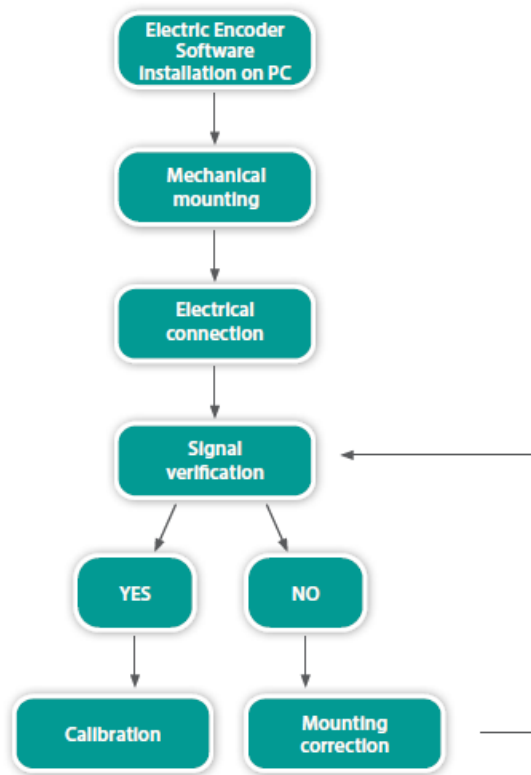 Electric Encoder
Software
Installation on PC
Mechanical
mounting
Electrical
connection
Signal
verification
YES
NO
Calibration
Mounting
correction